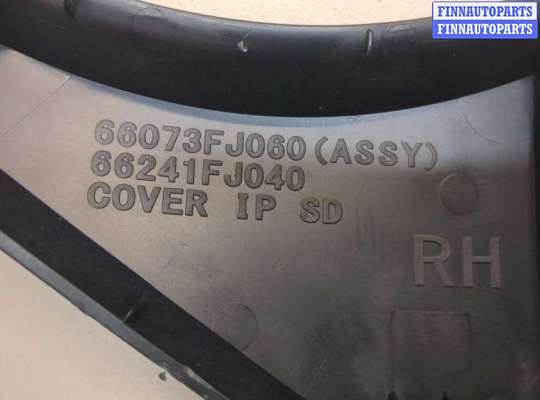 FINNAUTOPARTS
FINNAUTOPARTS
66073FJ060(ASSY)
66241FJ040
COVER IP SD
RH